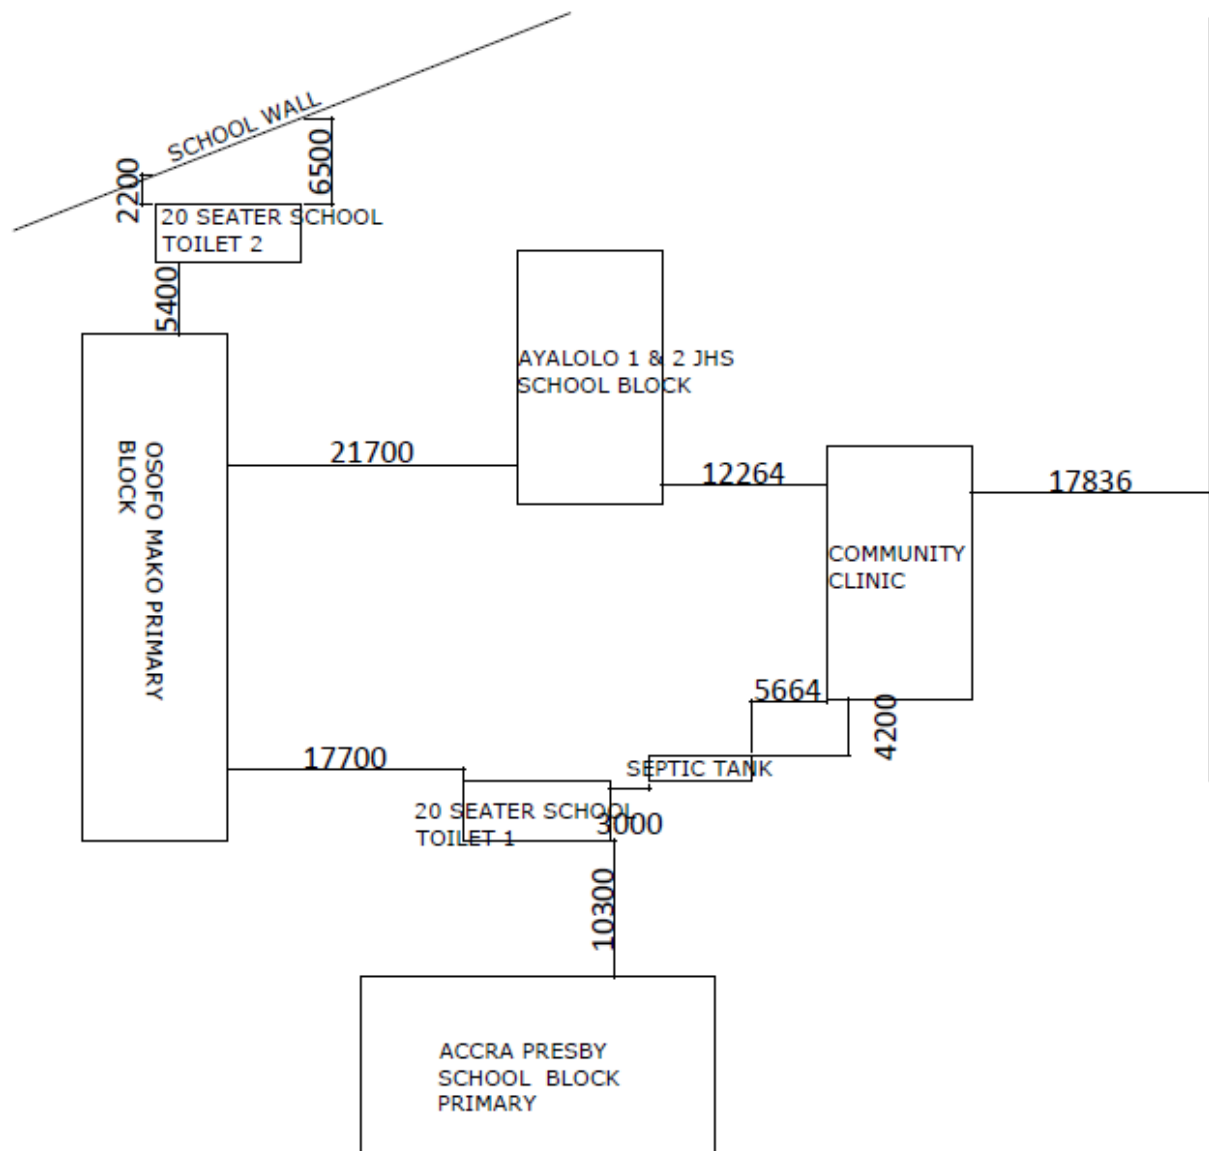 SCHOOL WALL
2200
6500
20 SEATER SCHOOL
TOILET 2
5400
AYALOLO 1 & 2 JHS
SCHOOL BLOCK
OSOFO MAKO PRIMARY
BLOCK
21700
12264
17836
COMMUNITY
CLINIC
5664
4200
17700
SEPTIC TANK
20 SEATER SCHOOL
TOILET 1
3000
10300
ACCRA PRESBY
SCHOOL BLOCK
PRIMARY